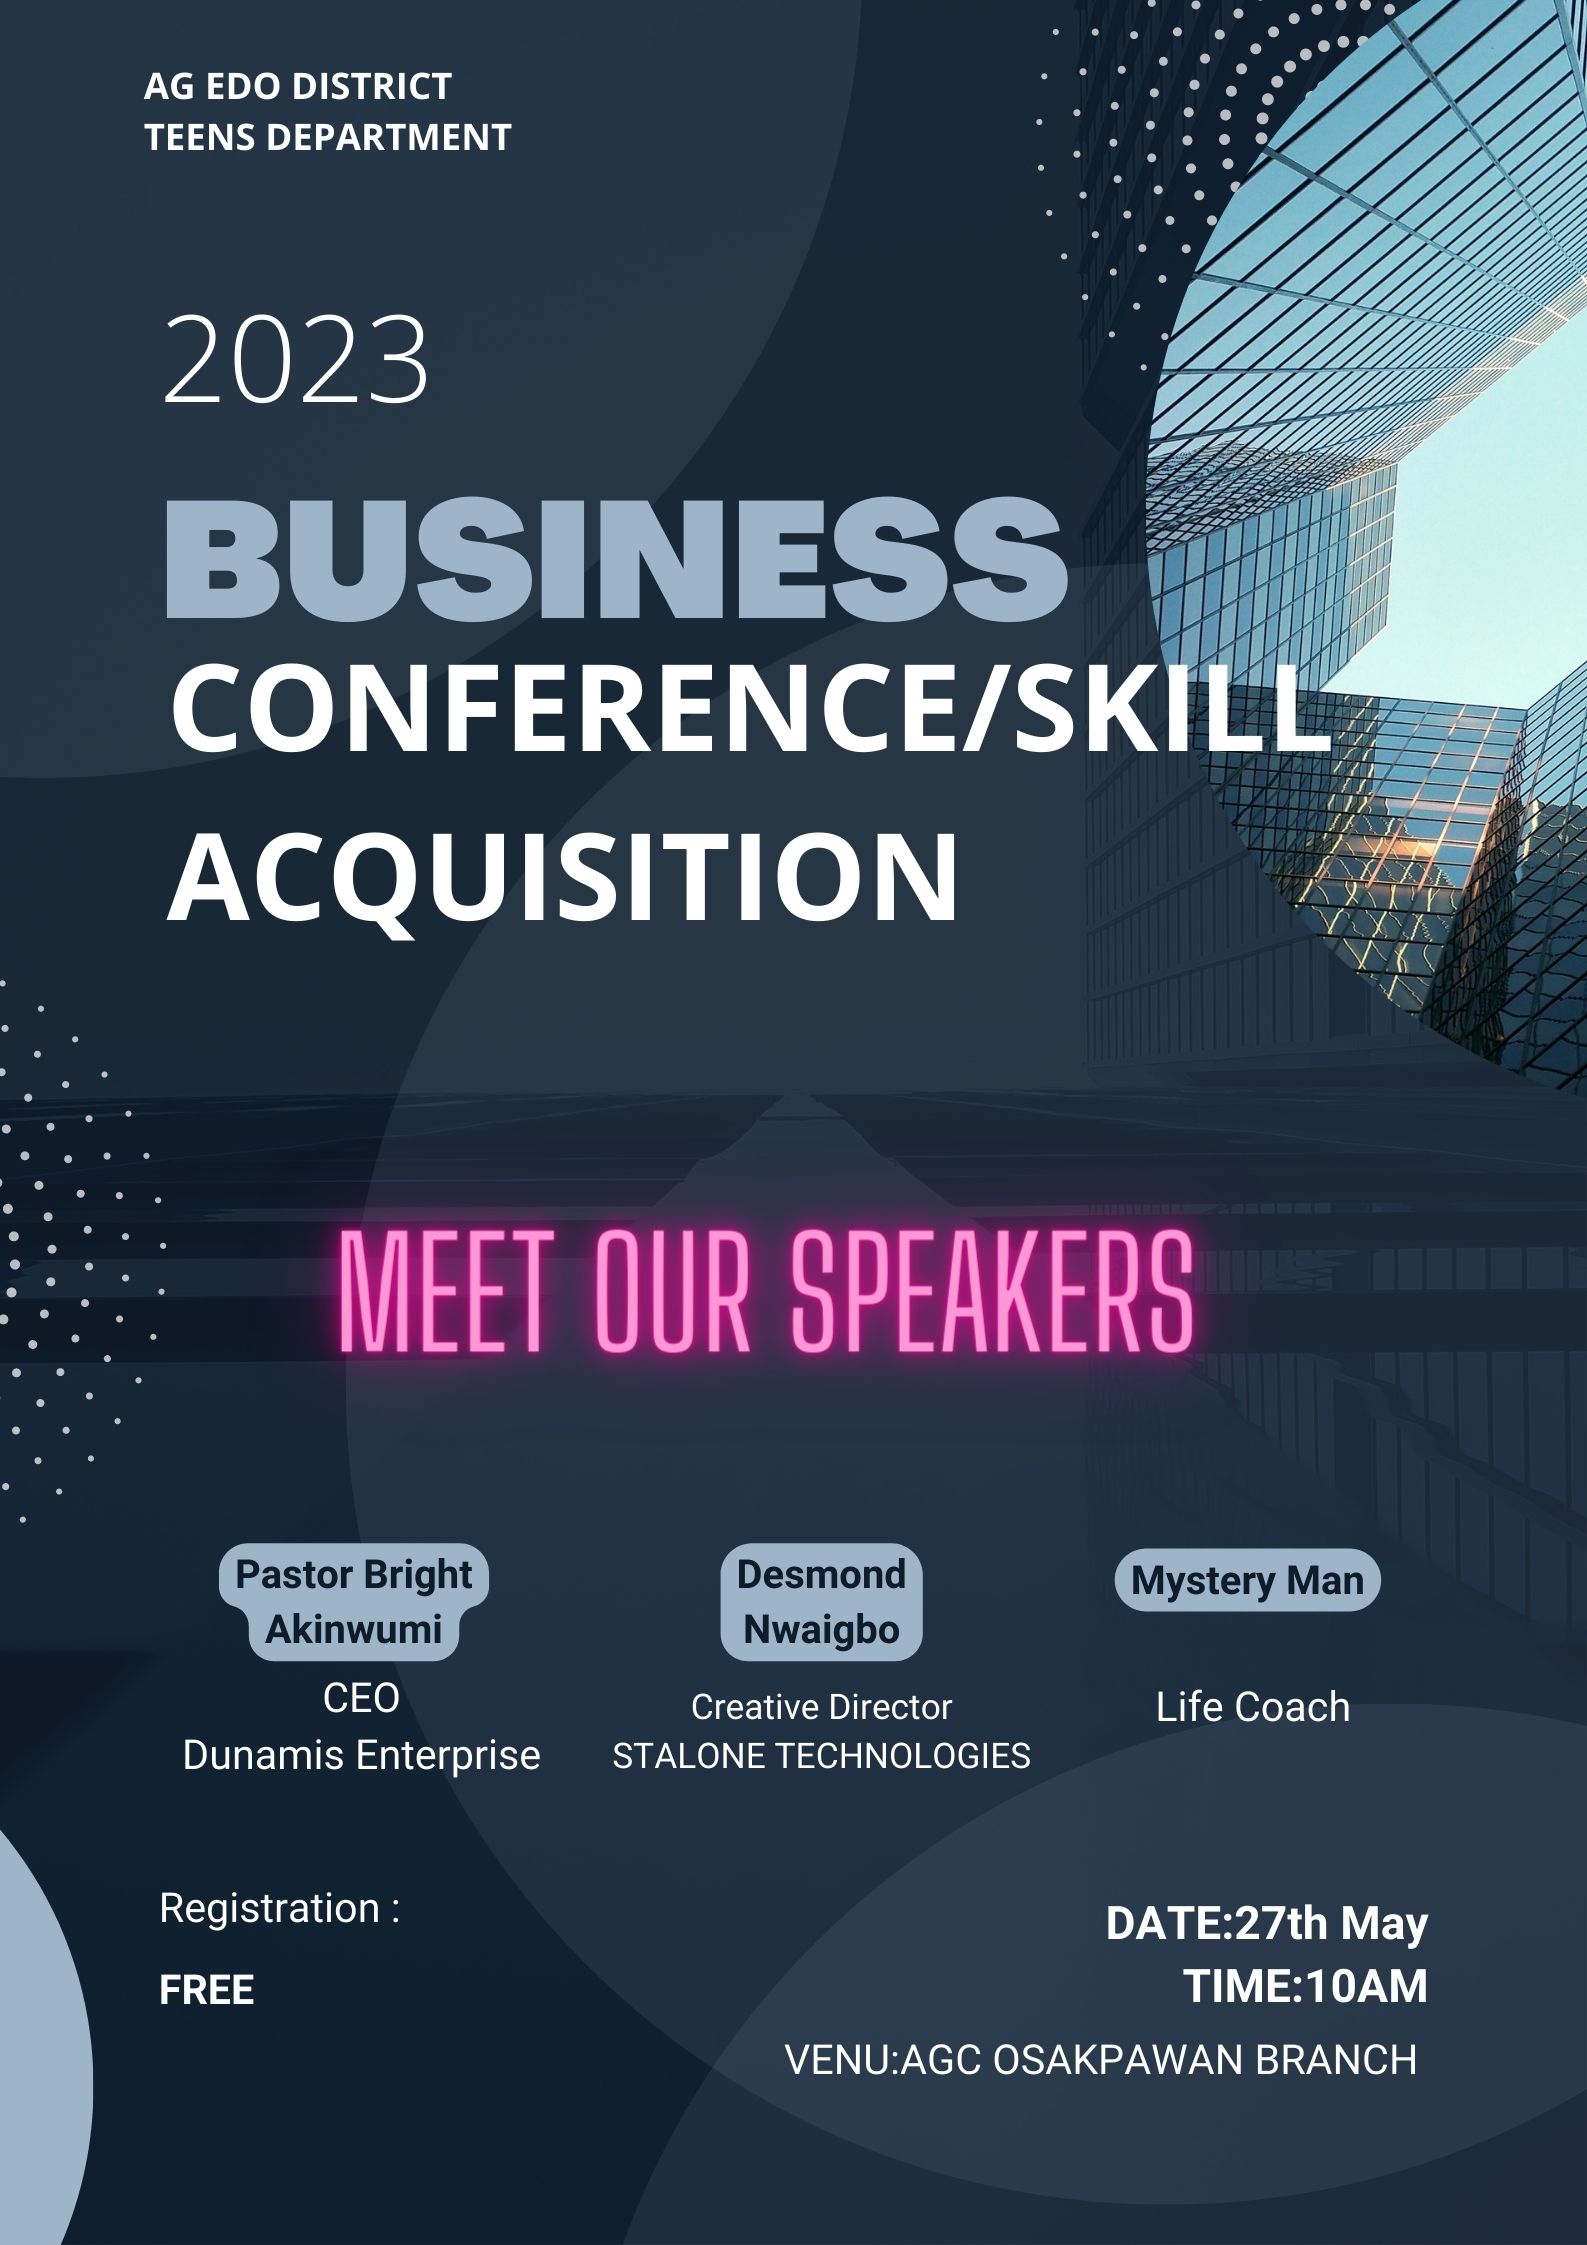 AG EDO DISTRICT
TEENS DEPARTMENT
2023
BUSINESS
CONFERENCE/SKILL
ACQUISITION
MEET OUR SPEAKERS
Pastor Bright
Akinwumi
CEO
Dunamis Enterprise
Desmond
Nwaigbo
Creative Director
STALONE TECHNOLOGIES
Mystery Man
Life Coach
Registration :
FREE
DATE:27th May
TIME:10AM
VENU:AGC OSAKPAWAN BRANCH